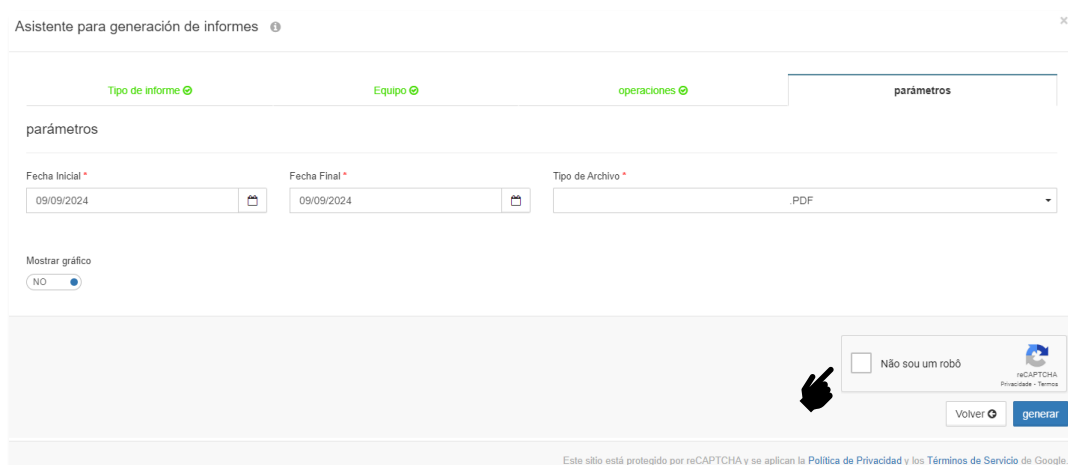 Asistente para generación de informes
×
Tipo de informe
Equipo
operaciones
parámetros
parámetros
Fecha Inicial *
Fecha Final *
Tipo de Archivo *
09/09/2024
09/09/2024
.PDF
Mostrar gráfico
NO
Não sou um robô
reCAPTCHA
Privacidade - Termos
Volver
generar
Este sitio está protegido por reCAPTCHA y se aplican la Política de Privacidad y los Términos de Servicio de Google.